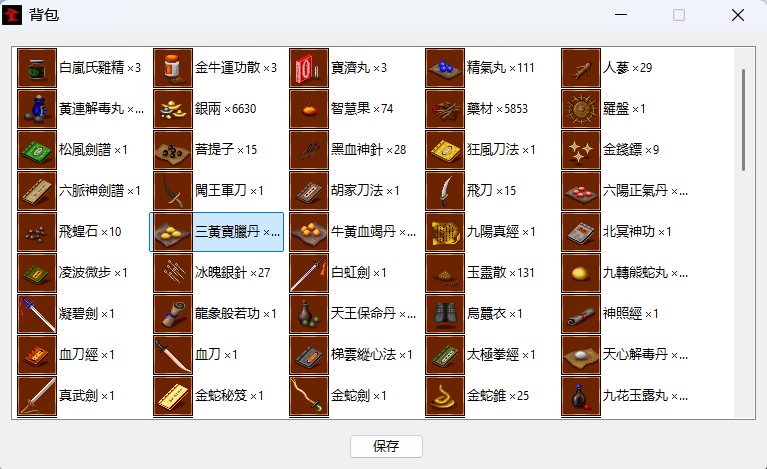 背包
白嵐氏雞精 ×3 金牛運功散 ×3 寶濟丸 ×3 精氣丸 ×111 人蔘 ×29
黃連解毒丸 ×... 銀兩 ×6630 智慧果 ×74 藥材 ×5853 羅盤 ×1
松風劍譜 ×1 菩提子 ×15 黑血神針 ×28 狂風刀法 ×1 金錢鏢 ×9
六脈神劍譜 ×1 闖王軍刀 ×1 胡家刀法 ×1 飛刀 ×15 六陽正氣丹 ×...
飛蝗石 ×10 三黃寶臘丹 ×... 牛黃血竭丹 ×... 九陽真經 ×1 北冥神功 ×1
凌波微步 ×1 冰魄銀針 ×27 白虹劍 ×1 玉靈散 ×131 九轉熊蛇丸 ×...
凝碧劍 ×1 龍象般若功 ×1 天王保命丹 ×... 烏蠶衣 ×1 神照經 ×1
血刀經 ×1 血刀 ×1 梯雲縱心法 ×1 太極拳經 ×1 天心解毒丹 ×...
真武劍 ×1 金蛇秘笈 ×1 金蛇劍 ×1 金蛇錐 ×25 九花玉露丸 ×...
保存